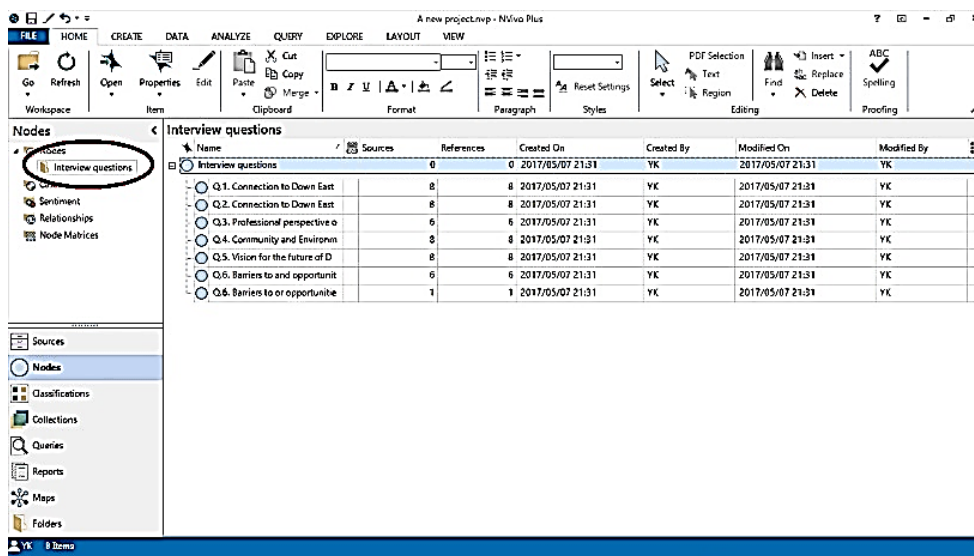 A new project.nvp - NVivo Plus
FILE HOME CREATE DATA ANALYZE QUERY EXPLORE LAYOUT VIEW
Go Refresh Open Properties Edit Paste Cut Copy Merge
B I U A
Reset Settings
Select PDF Selection Text Region Find Insert Replace Delete
ABC Spelling
Workspace Item Clipboard Format Paragraph Styles Editing Proofing
Nodes
Interview questions
Sentiment
Relationships
Node Matrices
Sources
Nodes
Classifications
Collections
Queries
Reports
Maps
Folders
Interview questions
Name Sources References Created On Created By Modified On Modified By
Interview questions 0 0 2017/05/07 21:31 YK 2017/05/07 21:31 YK
Q.1. Connection to Down East 8 8 2017/05/07 21:31 YK 2017/05/07 21:31 YK
Q.2. Connection to Down East 8 8 2017/05/07 21:31 YK 2017/05/07 21:31 YK
Q.3. Professional perspective o 6 6 2017/05/07 21:31 YK 2017/05/07 21:31 YK
Q.4. Community and Environm 8 8 2017/05/07 21:31 YK 2017/05/07 21:31 YK
Q.5. Vision for the future of D 8 8 2017/05/07 21:31 YK 2017/05/07 21:31 YK
Q.6. Barriers to and opportunit 6 6 2017/05/07 21:31 YK 2017/05/07 21:31 YK
Q.6. Barriers to or opportunitie 1 1 2017/05/07 21:31 YK 2017/05/07 21:31 YK
YK 8 Items